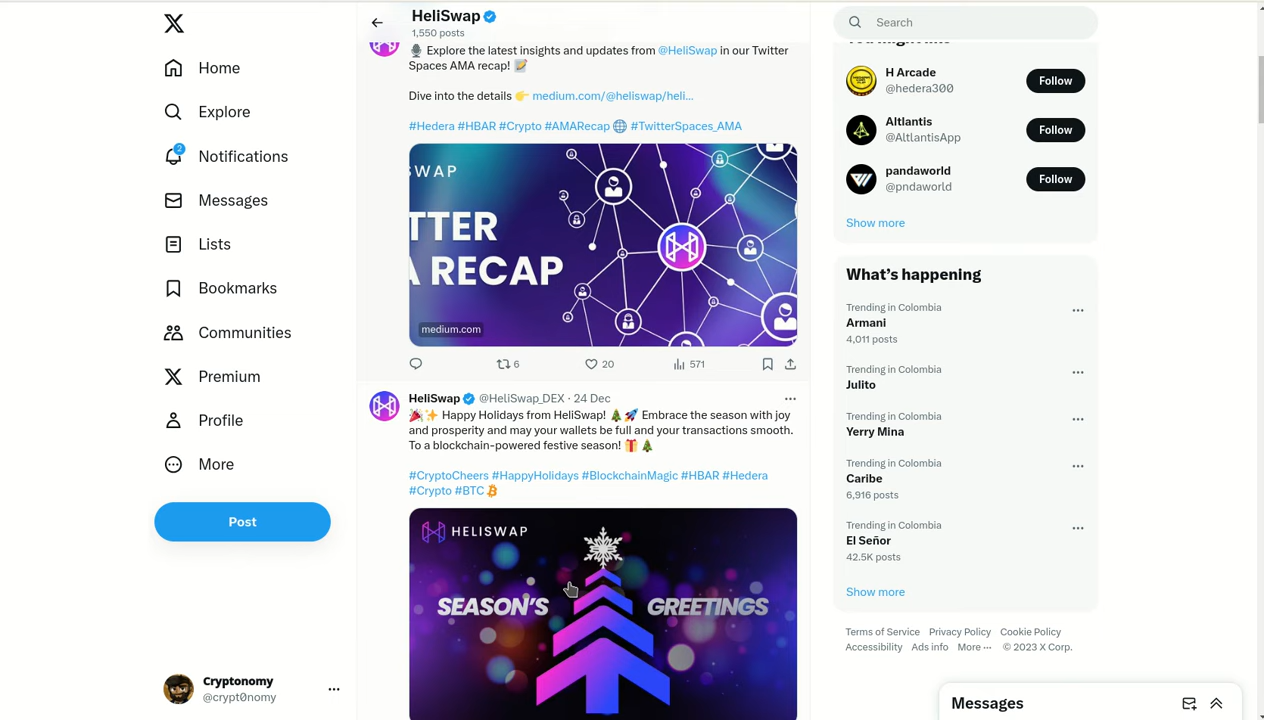 Home
Explore
2
Notifications
Messages
Lists
Bookmarks
Communities
Premium
Profile
More
Post
Cryptonomy
@crypt0nomy
HeliSwap
1,550 posts
🎙️ Explore the latest insights and updates from @HeliSwap in our Twitter
Spaces AMA recap! 📝
Dive into the details 👉 medium.com/@heliswap/heli...
#Hedera #HBAR #Crypto #AMARecap 🌐 #TwitterSpaces_AMA
SWAP
TTER
A RECAP
medium.com
6
20
571
HeliSwap @HeliSwap_DEX · 24 Dec
🎉✨ Happy Holidays from HeliSwap! 🎄🚀 Embrace the season with joy
and prosperity and may your wallets be full and your transactions smooth.
To a blockchain-powered festive season! 🎁🎄
#CryptoCheers #HappyHolidays #BlockchainMagic #HBAR #Hedera
#Crypto #BTC
HELISWAP
SEASON'S GREETINGS
Search
H Arcade
@hedera300
Follow
Altlantis
@AltlantisApp
Follow
pandaworld
@pndaworld
Follow
Show more
What's happening
Trending in Colombia
Armani
4,011 posts
Trending in Colombia
Julito
Trending in Colombia
Yerry Mina
Trending in Colombia
Caribe
6,916 posts
Trending in Colombia
El Señor
42.5K posts
Show more
Terms of Service Privacy Policy Cookie Policy
Accessibility Ads info More ··· © 2023 X Corp.
Messages